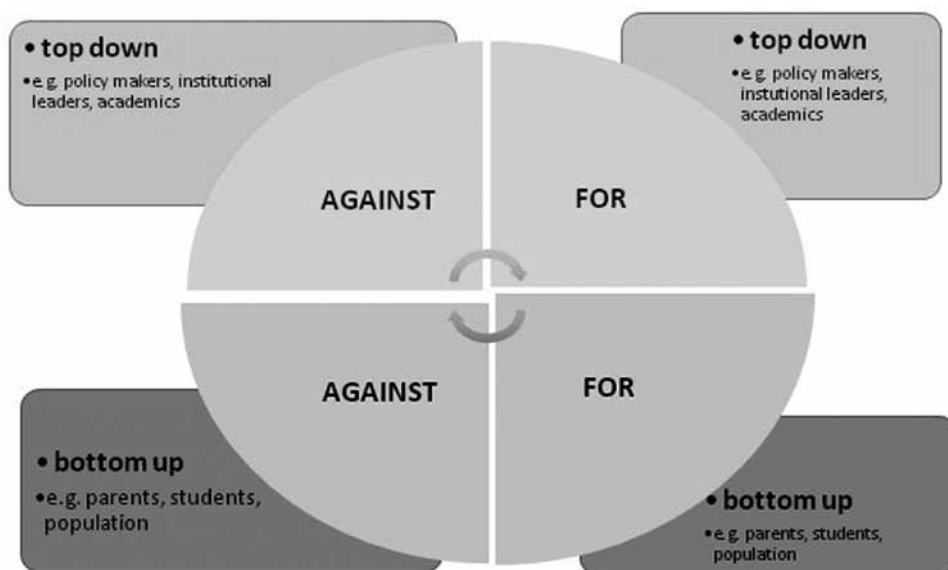 • top down
•e.g. policy makers, institutional
leaders, academics
• top down
•e.g. policy makers,
instutional leaders,
academics
AGAINST
FOR
AGAINST
FOR
• bottom up
•e.g. parents, students,
population
• bottom up
•e.g. parents, students,
population